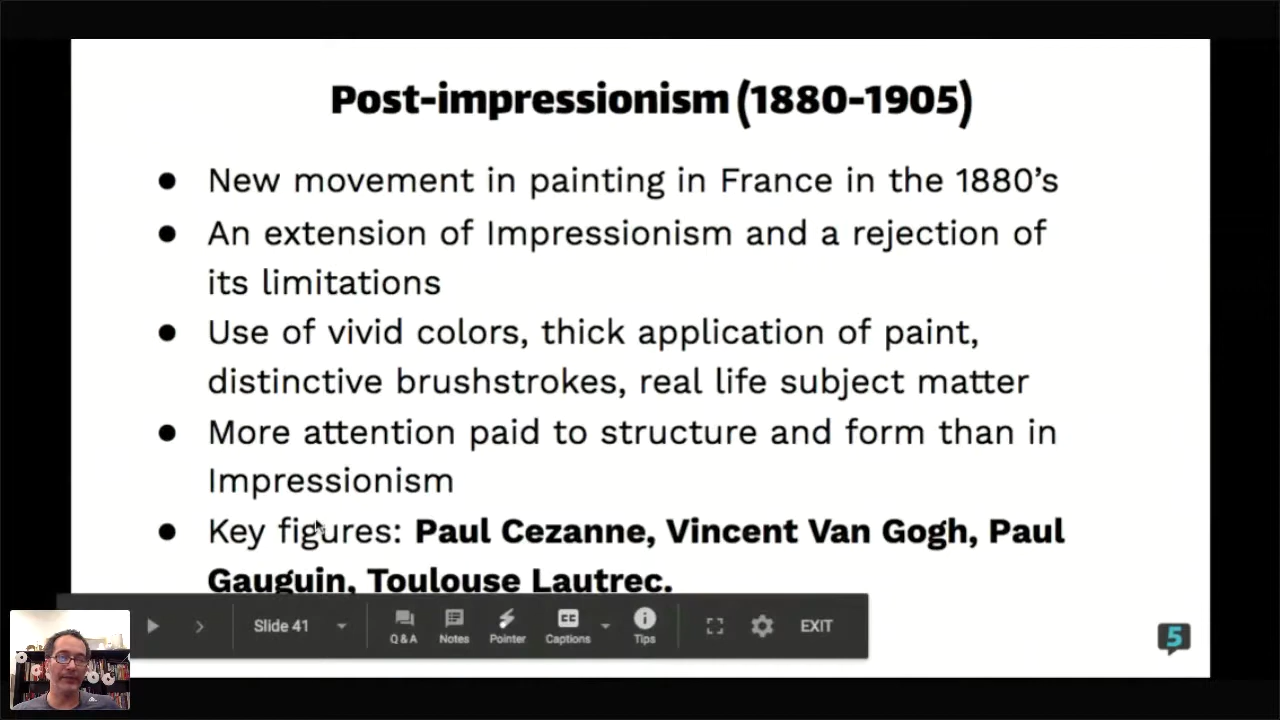 Post-impressionism (1880-1905)
● New movement in painting in France in the 1880's
● An extension of Impressionism and a rejection of
its limitations
● Use of vivid colors, thick application of paint,
distinctive brushstrokes, real life subject matter
● More attention paid to structure and form than in
Impressionism
● Key figures: Paul Cezanne, Vincent Van Gogh, Paul
Gauguin, Toulouse Lautrec.
Slide 41
Q & A
Notes
Pointer
CC
Captions
Tips
EXIT
5